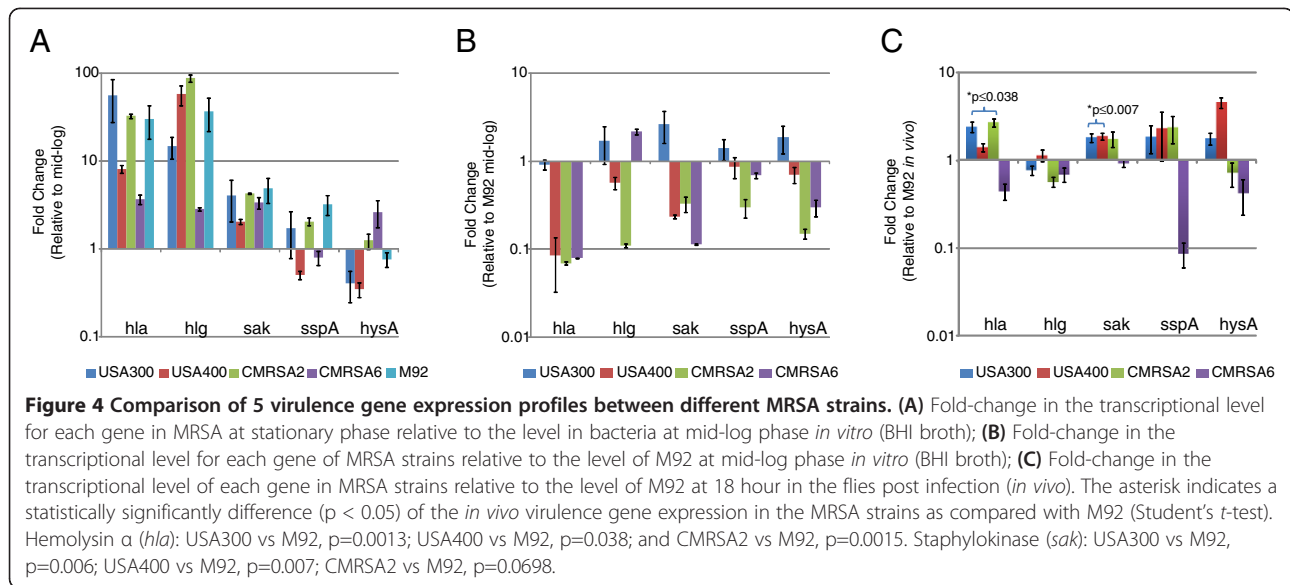 A
B
C
Fold Change
(Relative to mid-log)
100
10
1
0.1
hla hlg sak sspA hysA
USA300 USA400 CMRSA2 CMRSA6 M92
Fold Change
(Relative to M92 mid-log)
10
1
0.1
0.01
hla hlg sak sspA hysA
USA300 USA400 CMRSA2 CMRSA6
Fold Change
(Relative to M92 in vivo)
10
1
0.1
0.01
*p≤0.038
*p≤0.007
hla hlg sak sspA hysA
USA300 USA400 CMRSA2 CMRSA6
Figure 4 Comparison of 5 virulence gene expression profiles between different MRSA strains. (A) Fold-change in the transcriptional level
for each gene in MRSA at stationary phase relative to the level in bacteria at mid-log phase in vitro (BHI broth); (B) Fold-change in the
transcriptional level for each gene of MRSA strains relative to the level of M92 at mid-log phase in vitro (BHI broth); (C) Fold-change in the
transcriptional level of each gene in MRSA strains relative to the level of M92 at 18 hour in the flies post infection (in vivo). The asterisk indicates a
statistically significantly difference (p < 0.05) of the in vivo virulence gene expression in the MRSA strains as compared with M92 (Student's t-test).
Hemolysin α (hla): USA300 vs M92, p=0.0013; USA400 vs M92, p=0.038; and CMRSA2 vs M92, p=0.0015. Staphylokinase (sak): USA300 vs M92,
p=0.006; USA400 vs M92, p=0.007; CMRSA2 vs M92, p=0.0698.